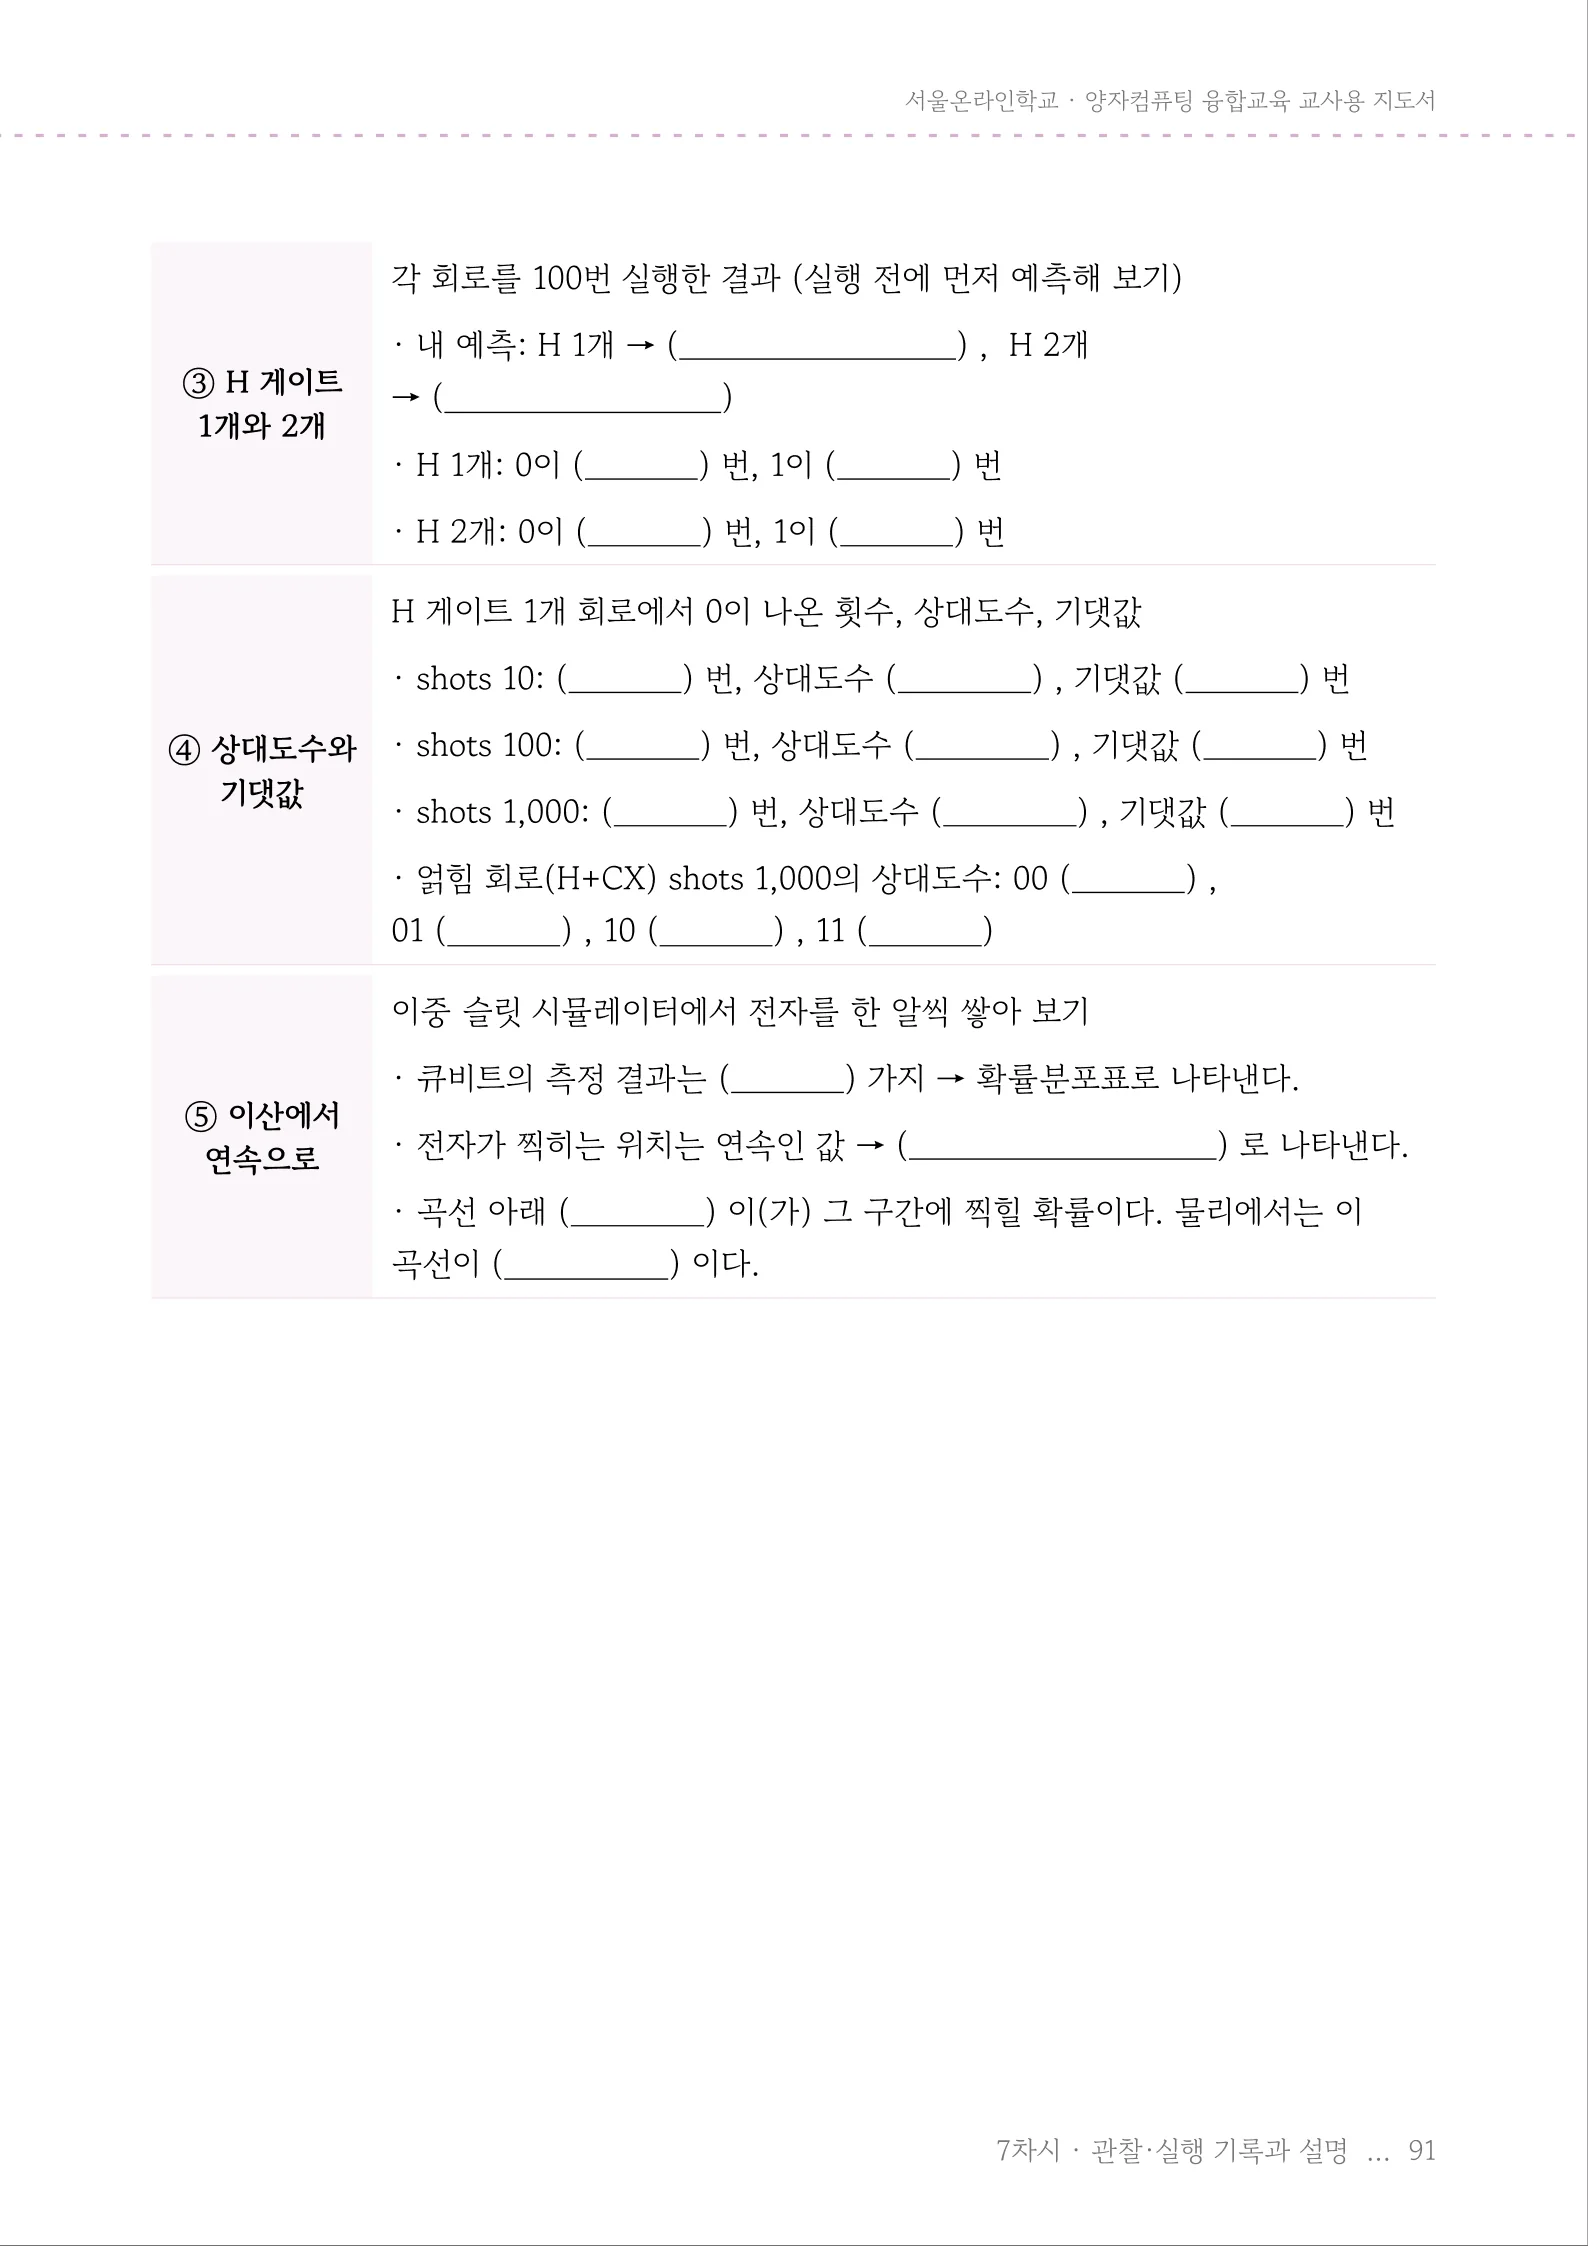 서울온라인학교 · 양자컴퓨팅 융합교육 교사용 지도서
③ H 게이트
1개와 2개
각 회로를 100번 실행한 결과 (실행 전에 먼저 예측해 보기)
· 내 예측: H 1개 → (_________________) ,  H 2개
→ (_________________)
· H 1개: 0이 (_______) 번, 1이 (_______) 번
· H 2개: 0이 (_______) 번, 1이 (_______) 번
④ 상대도수와
기댓값
H 게이트 1개 회로에서 0이 나온 횟수, 상대도수, 기댓값
· shots 10: (_______) 번, 상대도수 (________) , 기댓값 (_______) 번
· shots 100: (_______) 번, 상대도수 (________) , 기댓값 (_______) 번
· shots 1,000: (_______) 번, 상대도수 (________) , 기댓값 (_______) 번
· 얽힘 회로(H+CX) shots 1,000의 상대도수: 00 (_______) ,
01 (_______) , 10 (_______) , 11 (_______)
⑤ 이산에서
연속으로
이중 슬릿 시뮬레이터에서 전자를 한 알씩 쌓아 보기
· 큐비트의 측정 결과는 (_______) 가지 → 확률분포표로 나타낸다.
· 전자가 찍히는 위치는 연속인 값 → (___________________) 로 나타낸다.
· 곡선 아래 (________) 이(가) 그 구간에 찍힐 확률이다. 물리에서는 이
곡선이 (__________) 이다.
7차시 · 관찰·실행 기록과 설명 ... 91